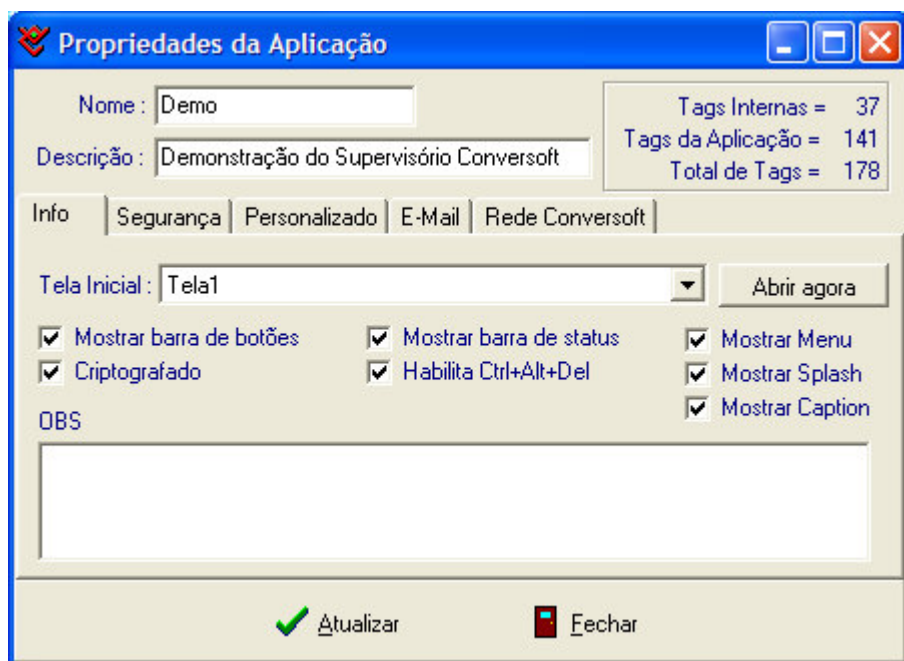 Propriedades da Aplicação
Nome : Demo
Descrição : Demonstração do Supervisório Conversoft
Tags Internas = 37
Tags da Aplicação = 141
Total de Tags = 178
Info Segurança Personalizado E-Mail Rede Conversoft
Tela Inicial : Tela1 Abrir agora
Mostrar barra de botões Mostrar barra de status Mostrar Menu
Criptografado Habilita Ctrl+Alt+Del Mostrar Splash
Mostrar Caption
OBS
Atualizar Fechar